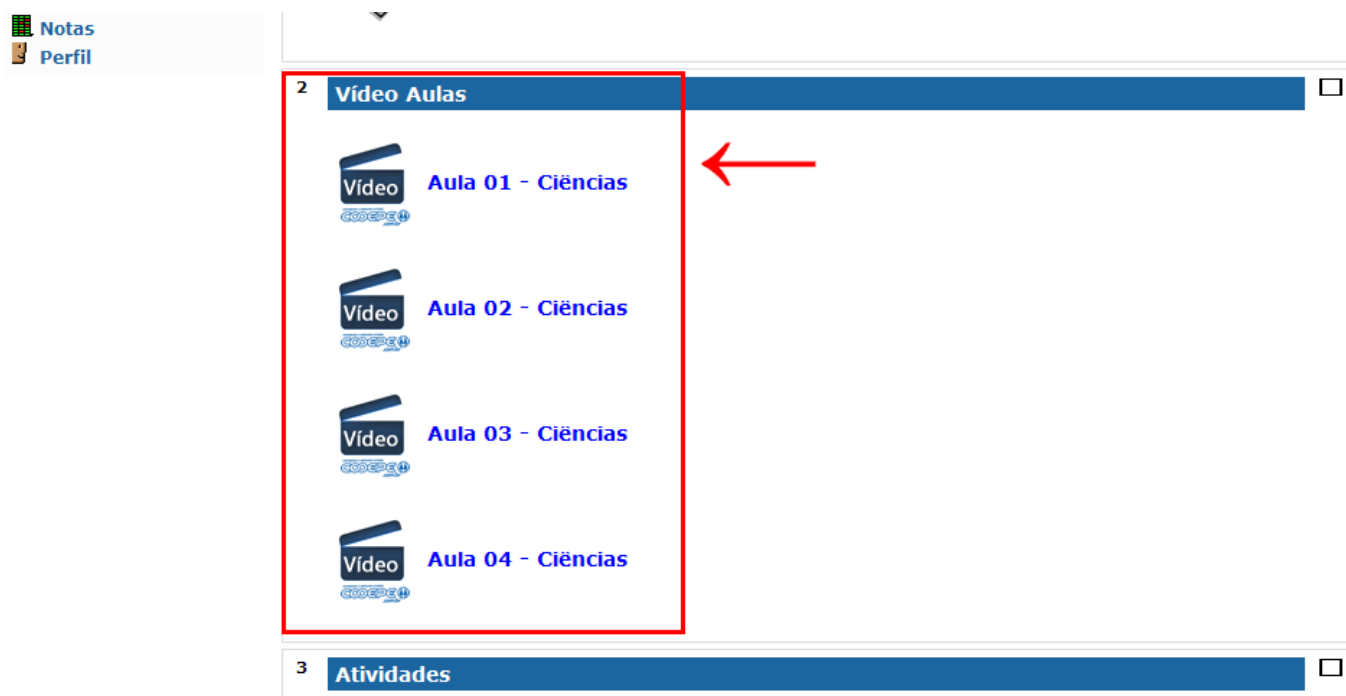 Notas
Perfil
2
Vídeo Aulas
Vídeo
Aula 01 - Ciências
Vídeo
Aula 02 - Ciências
Vídeo
Aula 03 - Ciências
Vídeo
Aula 04 - Ciências
3
Atividades